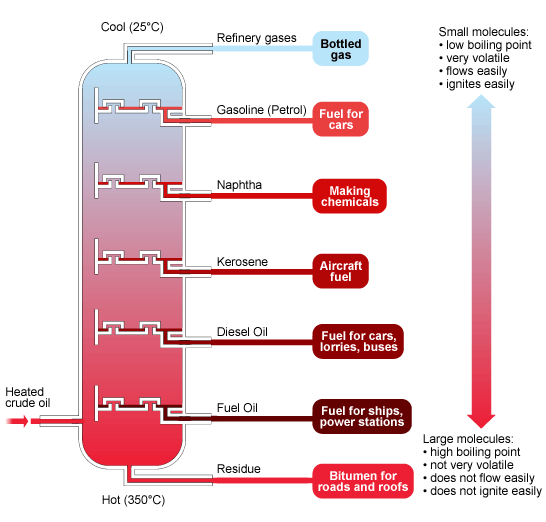 Cool (25°C)
Refinery gases
Bottled
gas
Small molecules:
• low boiling point
• very volatile
• flows easily
• ignites easily
Gasoline (Petrol)
Fuel for
cars
Naphtha
Making
chemicals
Kerosene
Aircraft
fuel
Diesel Oil
Fuel for cars,
lorries, buses
Heated
crude oil
Fuel Oil
Fuel for ships,
power stations
Large molecules:
• high boiling point
• not very volatile
• does not flow easily
• does not ignite easily
Residue
Bitumen for
roads and roofs
Hot (350°C)